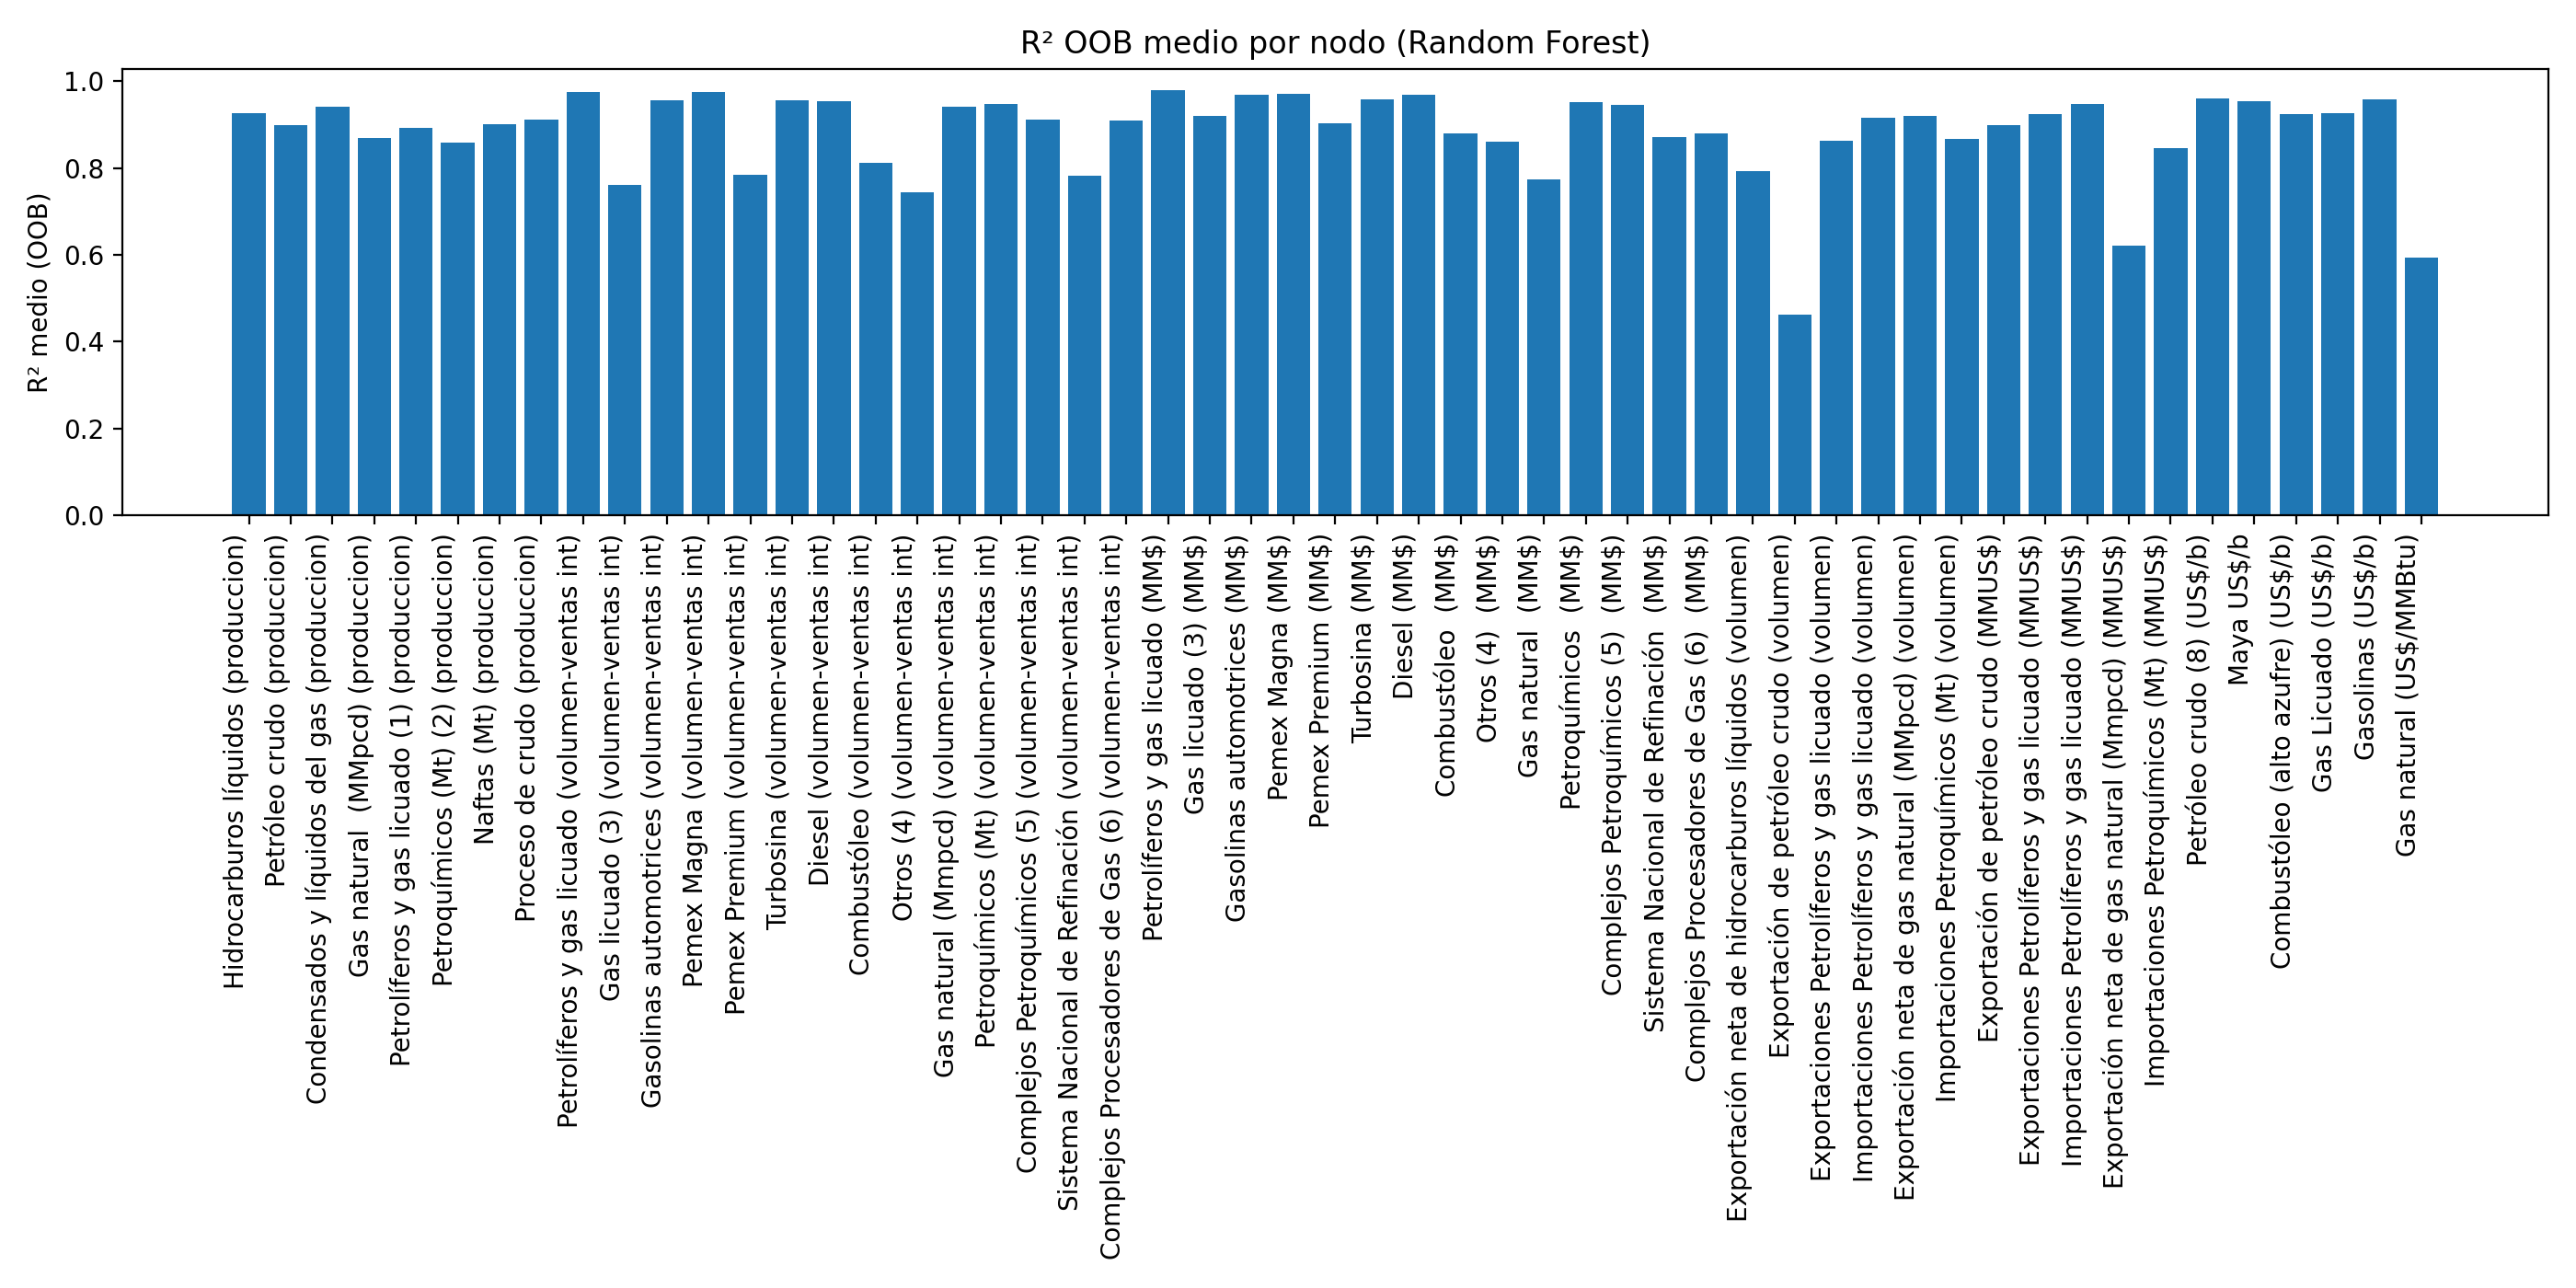 R² OOB medio por nodo (Random Forest)
R² medio (OOB)
1.0
0.8
0.6
0.4
0.2
0.0
Hidrocarburos líquidos (produccion)
Petróleo crudo (produccion)
Condensados y líquidos del gas (produccion)
Gas natural  (MMpcd) (produccion)
Petrolíferos y gas licuado (1) (produccion)
Petroquímicos (Mt) (2) (produccion)
Naftas (Mt) (produccion)
Proceso de crudo (produccion)
Petrolíferos y gas licuado (volumen-ventas int)
Gas licuado (3) (volumen-ventas int)
Gasolinas automotrices (volumen-ventas int)
Pemex Magna (volumen-ventas int)
Pemex Premium (volumen-ventas int)
Turbosina (volumen-ventas int)
Diesel (volumen-ventas int)
Combustóleo (volumen-ventas int)
Otros (4) (volumen-ventas int)
Gas natural (Mmpcd) (volumen-ventas int)
Petroquímicos (Mt) (volumen-ventas int)
Complejos Petroquímicos (5) (volumen-ventas int)
Sistema Nacional de Refinación (volumen-ventas int)
Complejos Procesadores de Gas (6) (volumen-ventas int)
Petrolíferos y gas licuado (MM$)
Gas licuado (3) (MM$)
Gasolinas automotrices (MM$)
Pemex Magna (MM$)
Pemex Premium (MM$)
Turbosina (MM$)
Diesel (MM$)
Combustóleo  (MM$)
Otros (4)  (MM$)
Gas natural  (MM$)
Petroquímicos  (MM$)
Complejos Petroquímicos (5)  (MM$)
Sistema Nacional de Refinación  (MM$)
Complejos Procesadores de Gas (6)  (MM$)
Exportación neta de hidrocarburos líquidos (volumen)
Exportación de petróleo crudo (volumen)
Exportaciones Petrolíferos y gas licuado (volumen)
Importaciones Petrolíferos y gas licuado (volumen)
Exportación neta de gas natural (MMpcd) (volumen)
Importaciones Petroquímicos (Mt) (volumen)
Exportación de petróleo crudo (MMUS$)
Exportaciones Petrolíferos y gas licuado (MMUS$)
Importaciones Petrolíferos y gas licuado (MMUS$)
Exportación neta de gas natural (Mmpcd) (MMUS$)
Importaciones Petroquímicos (Mt) (MMUS$)
Petróleo crudo (8) (US$/b)
Maya US$/b
Combustóleo (alto azufre) (US$/b)
Gas Licuado (US$/b)
Gasolinas (US$/b)
Gas natural (US$/MMBtu)